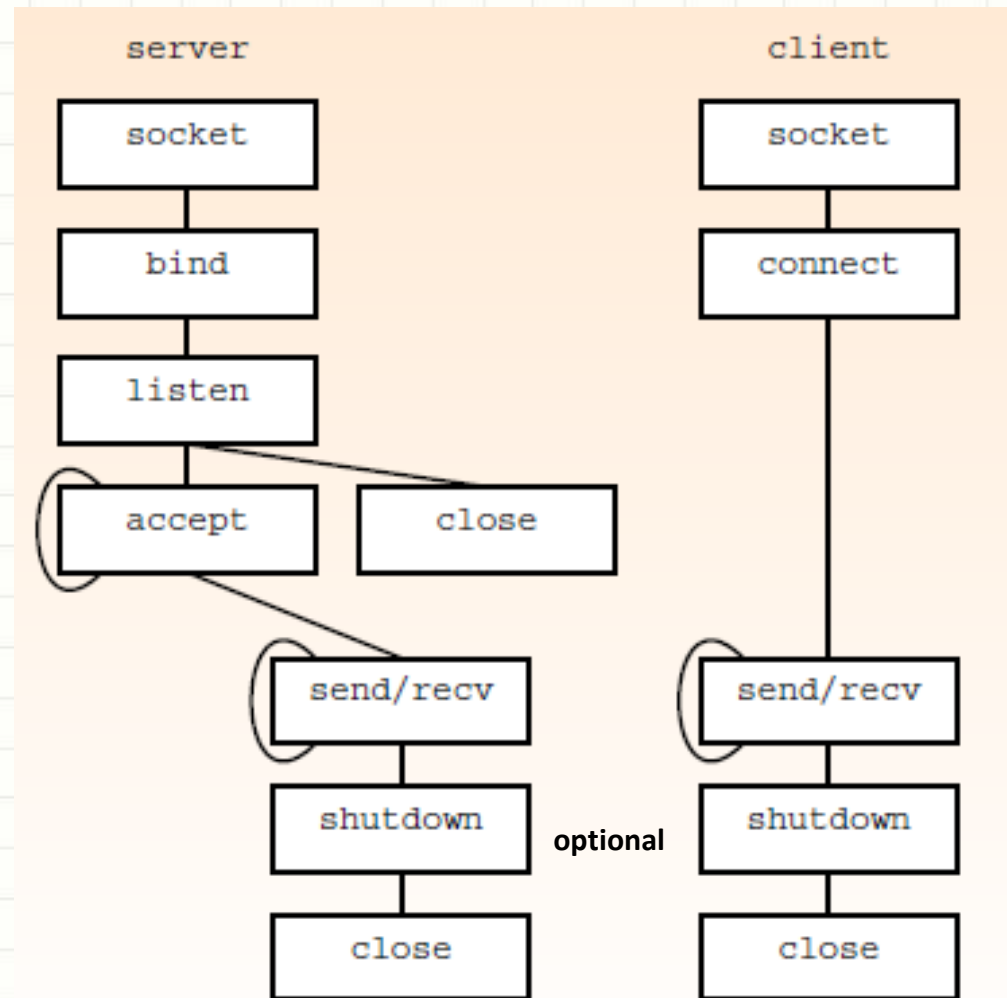 server client
socket socket
bind connect
listen
accept close
send/recv send/recv
shutdown optional shutdown
close close